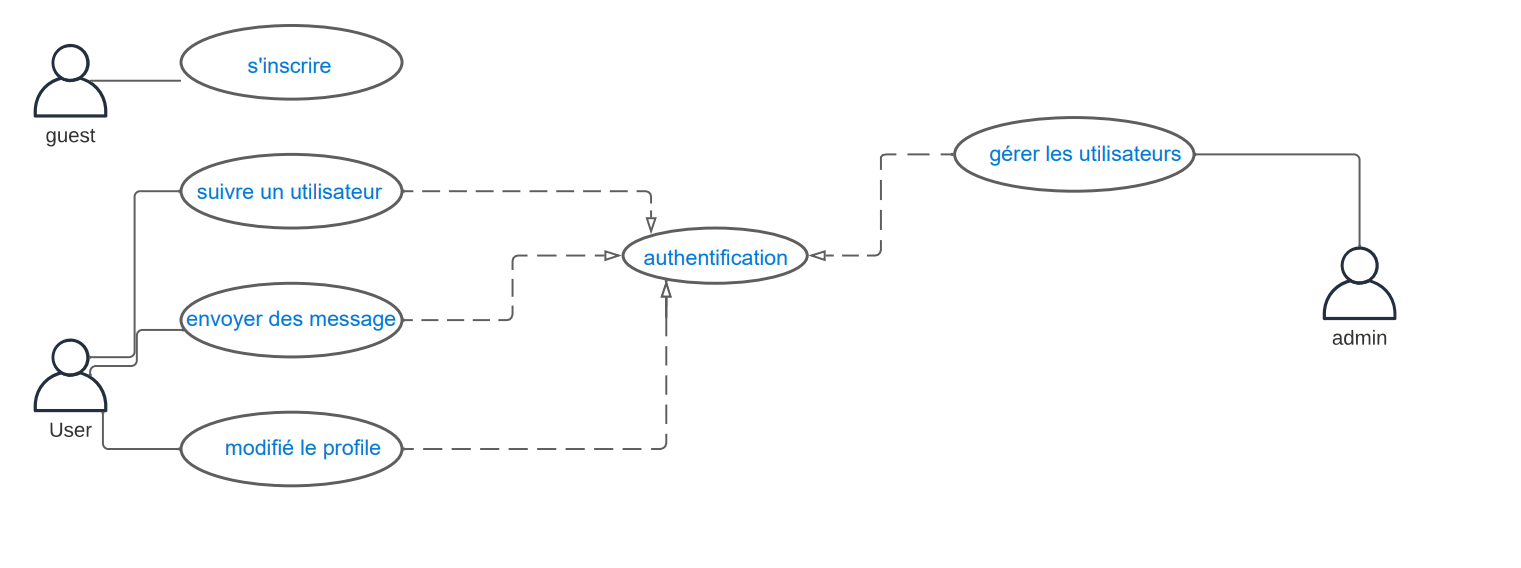 s'inscrire
guest
suivre un utilisateur
gérer les utilisateurs
authentification
envoyer des message
admin
User
modifié le profile